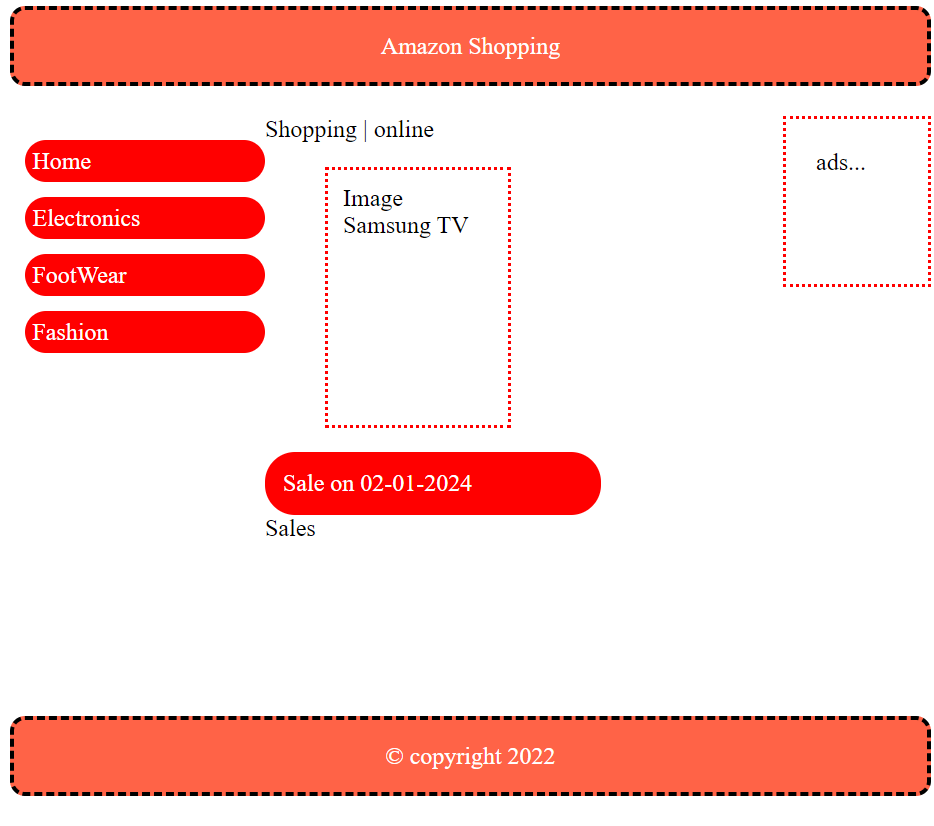 Amazon Shopping
Home
Electronics
FootWear
Fashion
Shopping | online
Image
Samsung TV
Sale on 02-01-2024
Sales
ads...
© copyright 2022